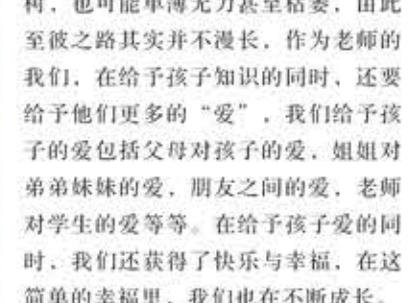 树，也可能单薄无力甚至枯萎，由此
至彼之路其实并不漫长，作为老师的
我们，在给予孩子知识的同时，还要
给予他们更多的“爱”，我们给予孩
子的爱包括父母对孩子的爱，姐姐对
弟弟妹妹的爱，朋友之间的爱，老师
对学生的爱等等。在给予孩子爱的同
时，我们还获得了快乐与幸福，在这
简单的幸福里，我们也在不断成长。